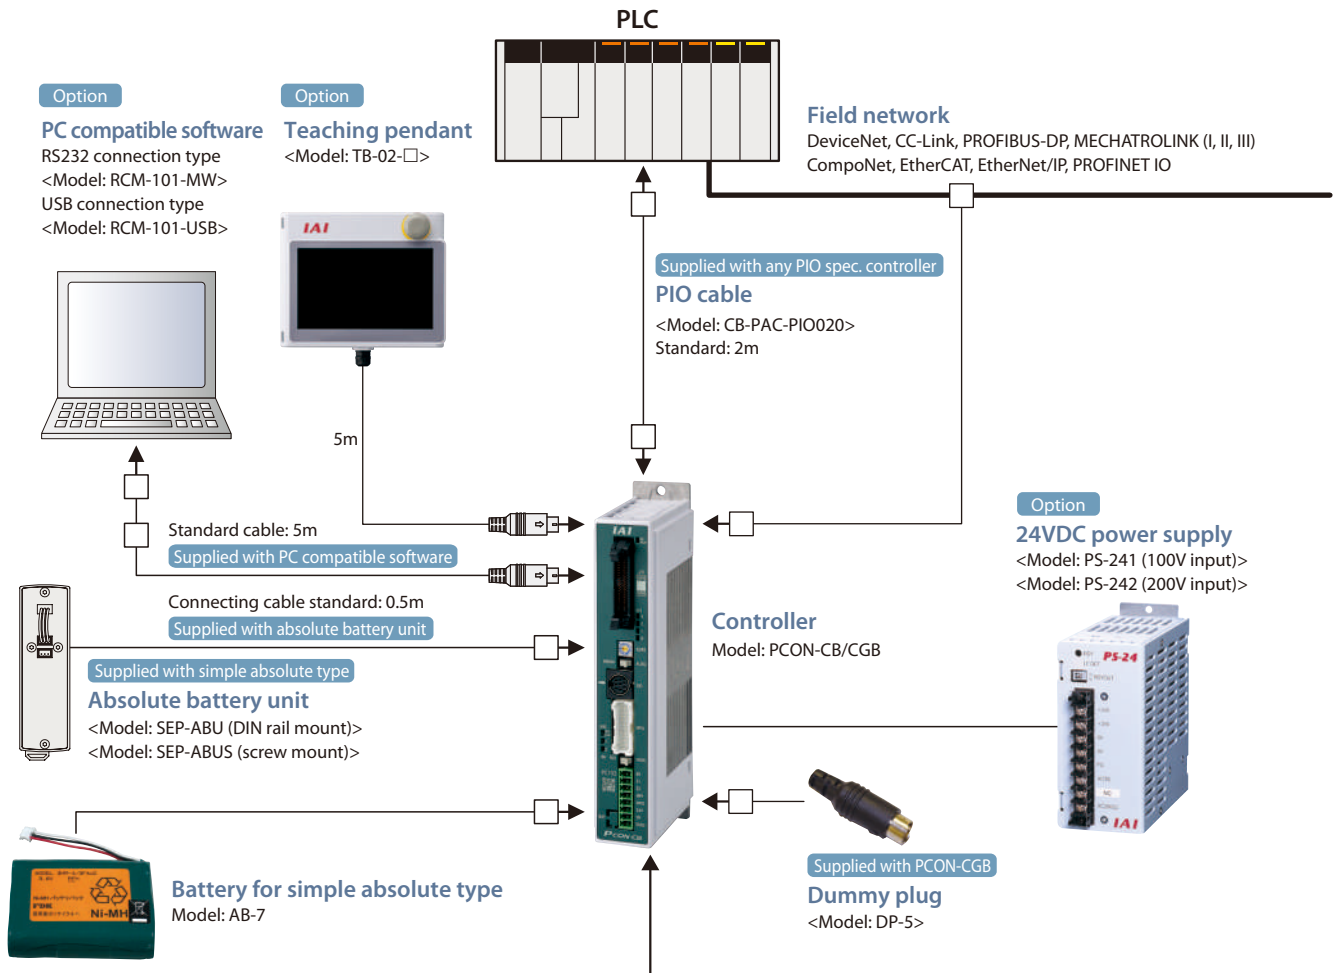 PLC
Option
PC compatible software
RS232 connection type
<Model: RCM-101-MW>
USB connection type
<Model: RCM-101-USB>
Option
Teaching pendant
<Model: TB-02-□>
IAI
Field network
DeviceNet, CC-Link, PROFIBUS-DP, MECHATROLINK (I, II, III)
CompoNet, EtherCAT, EtherNet/IP, PROFINET IO
Supplied with any PIO spec. controller
PIO cable
<Model: CB-PAC-PIO020>
Standard: 2m
5m
Standard cable: 5m
Supplied with PC compatible software
Connecting cable standard: 0.5m
Supplied with absolute battery unit
Supplied with simple absolute type
Absolute battery unit
<Model: SEP-ABU (DIN rail mount)>
<Model: SEP-ABUS (screw mount)>
IAI
PCON-CB
Controller
Model: PCON-CB/CGB
Option
24VDC power supply
<Model: PS-241 (100V input)>
<Model: PS-242 (200V input)>
PS-24
NC
IAI
Supplied with PCON-CGB
Dummy plug
<Model: DP-5>
Ni-MH
Battery for simple absolute type
Model: AB-7